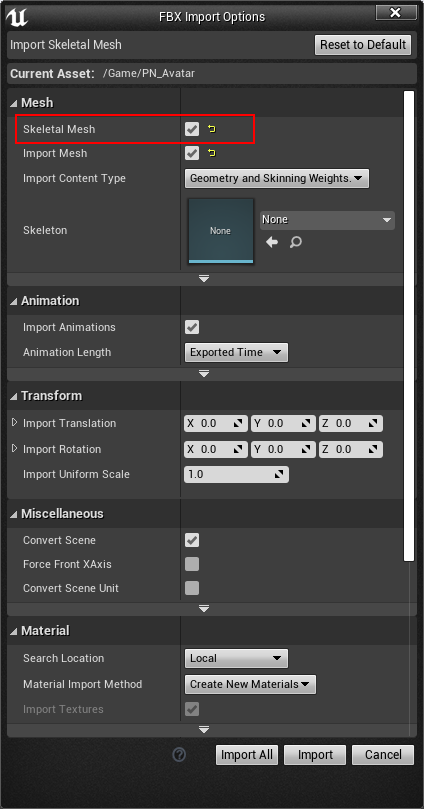 FBX Import Options
Import Skeletal Mesh
Reset to Default
Current Asset: /Game/PN_Avatar
Mesh
Skeletal Mesh
Import Mesh
Import Content Type Geometry and Skinning Weights.
Skeleton None None
Animation
Import Animations
Animation Length Exported Time
Transform
Import Translation X 0.0 Y 0.0 Z 0.0
Import Rotation X 0.0 Y 0.0 Z 0.0
Import Uniform Scale 1.0
Miscellaneous
Convert Scene
Force Front XAxis
Convert Scene Unit
Material
Search Location Local
Material Import Method Create New Materials
Import Textures
? Import All Import Cancel